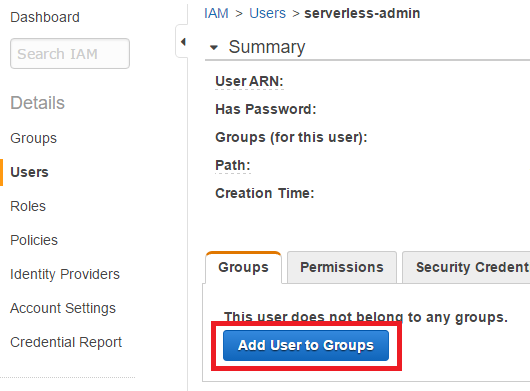 Dashboard
Search IAM
Details
Groups
Users
Roles
Policies
Identity Providers
Account Settings
Credential Report
IAM > Users > serverless-admin
Summary
User ARN:
Has Password:
Groups (for this user):
Path:
Creation Time:
Groups Permissions Security Credent
This user does not belong to any groups.
Add User to Groups